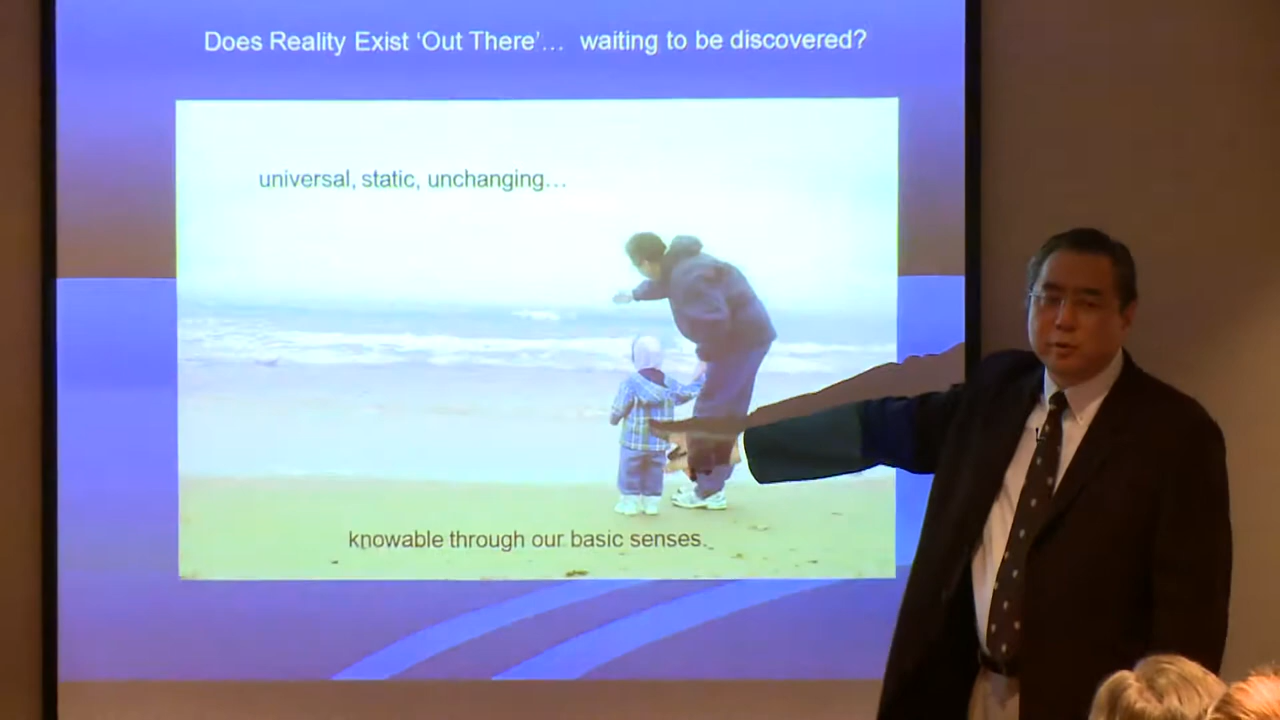 Does Reality Exist ‘Out There’… waiting to be discovered?
universal, static, unchanging…
knowable through our basic senses.